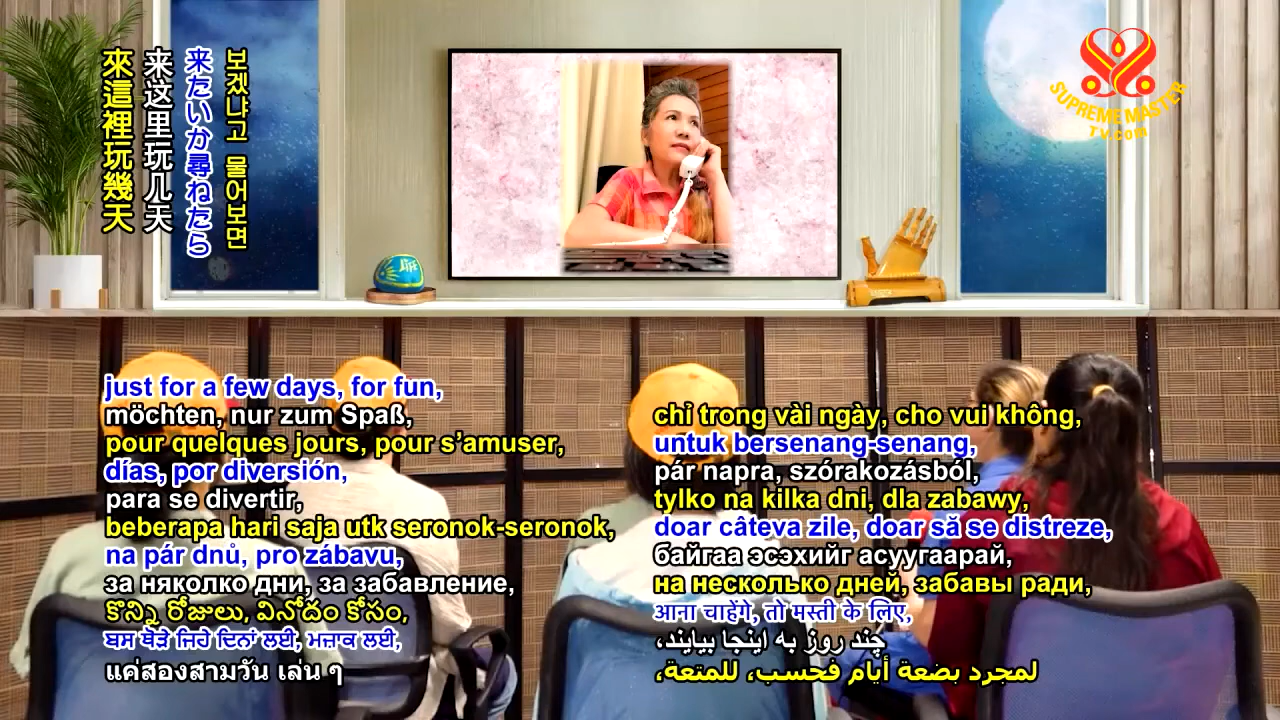 來這裡玩幾天
来这里玩几天
来たいか尋ねたら
보겠냐고 물어보면
SUPREME MASTER
TV.com
LIFE
just for a few days, for fun,
möchten, nur zum Spaß,
pour quelques jours, pour s’amuser,
días, por diversión,
para se divertir,
beberapa hari saja utk seronok-seronok,
na pár dnů, pro zábavu,
за няколко дни, за забавление,
కొన్ని రోజులు, వినోదం కోసం,
ਬਸ ਥੋੜੇ ਜਿਹੇ ਦਿਨਾਂ ਲਈ, ਮਜ਼ਾਕ ਲਈ,
แค่สองสามวัน เล่น ๆ
chỉ trong vài ngày, cho vui không,
untuk bersenang-senang,
pár napra, szórakozásból,
tylko na kilka dni, dla zabawy,
doar câteva zile, doar să se distreze,
байгаа эсэхийг асуугаарай,
на несколько дней, забавы ради,
आना चाहेंगे, तो मस्ती के लिए,
چند روز به اینجا بیایند،
لمجرد بضعة أيام فحسب، للمتعة،